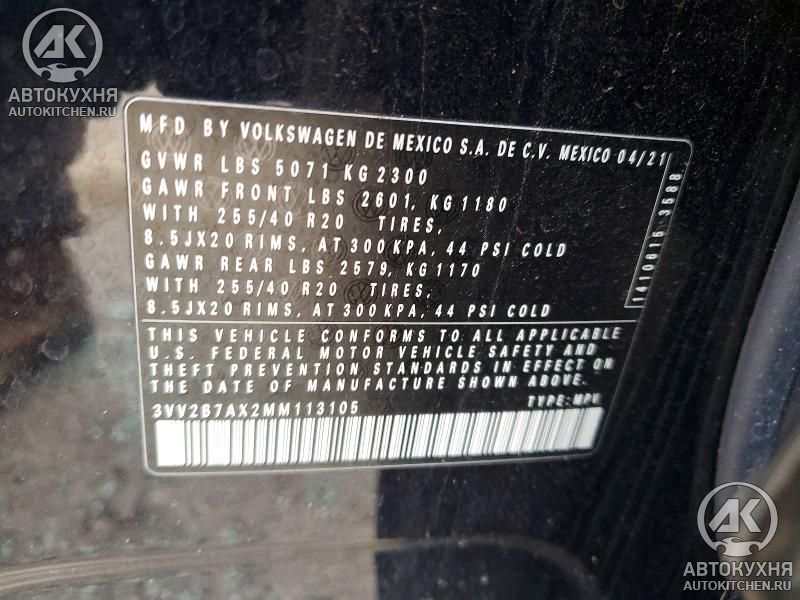 АВТОКУХНЯ
AUTOKITCHEN.RU
MFD BY VOLKSWAGEN DE MEXICO S.A. DE C.V. MEXICO 04/21
GVWR LBS 5071 KG 2300
GAWR FRONT LBS 2601, KG 1180
WITH 255/40 R20 TIRES,
8.5JX20 RIMS, AT 300 KPA, 44 PSI COLD
GAWR REAR LBS 2579, KG 1170
WITH 255/40 R20 TIRES,
8.5JX20 RIMS, AT 300 KPA, 44 PSI COLD
1410615 3588
THIS VEHICLE CONFORMS TO ALL APPLICABLE
U.S. FEDERAL MOTOR VEHICLE SAFETY AND
THEFT PREVENTION STANDARDS IN EFFECT ON
THE DATE OF MANUFACTURE SHOWN ABOVE.
3VV2B7AX2MM113105 TYPE: MPV
АВТОКУХНЯ
AUTOKITCHEN.RU